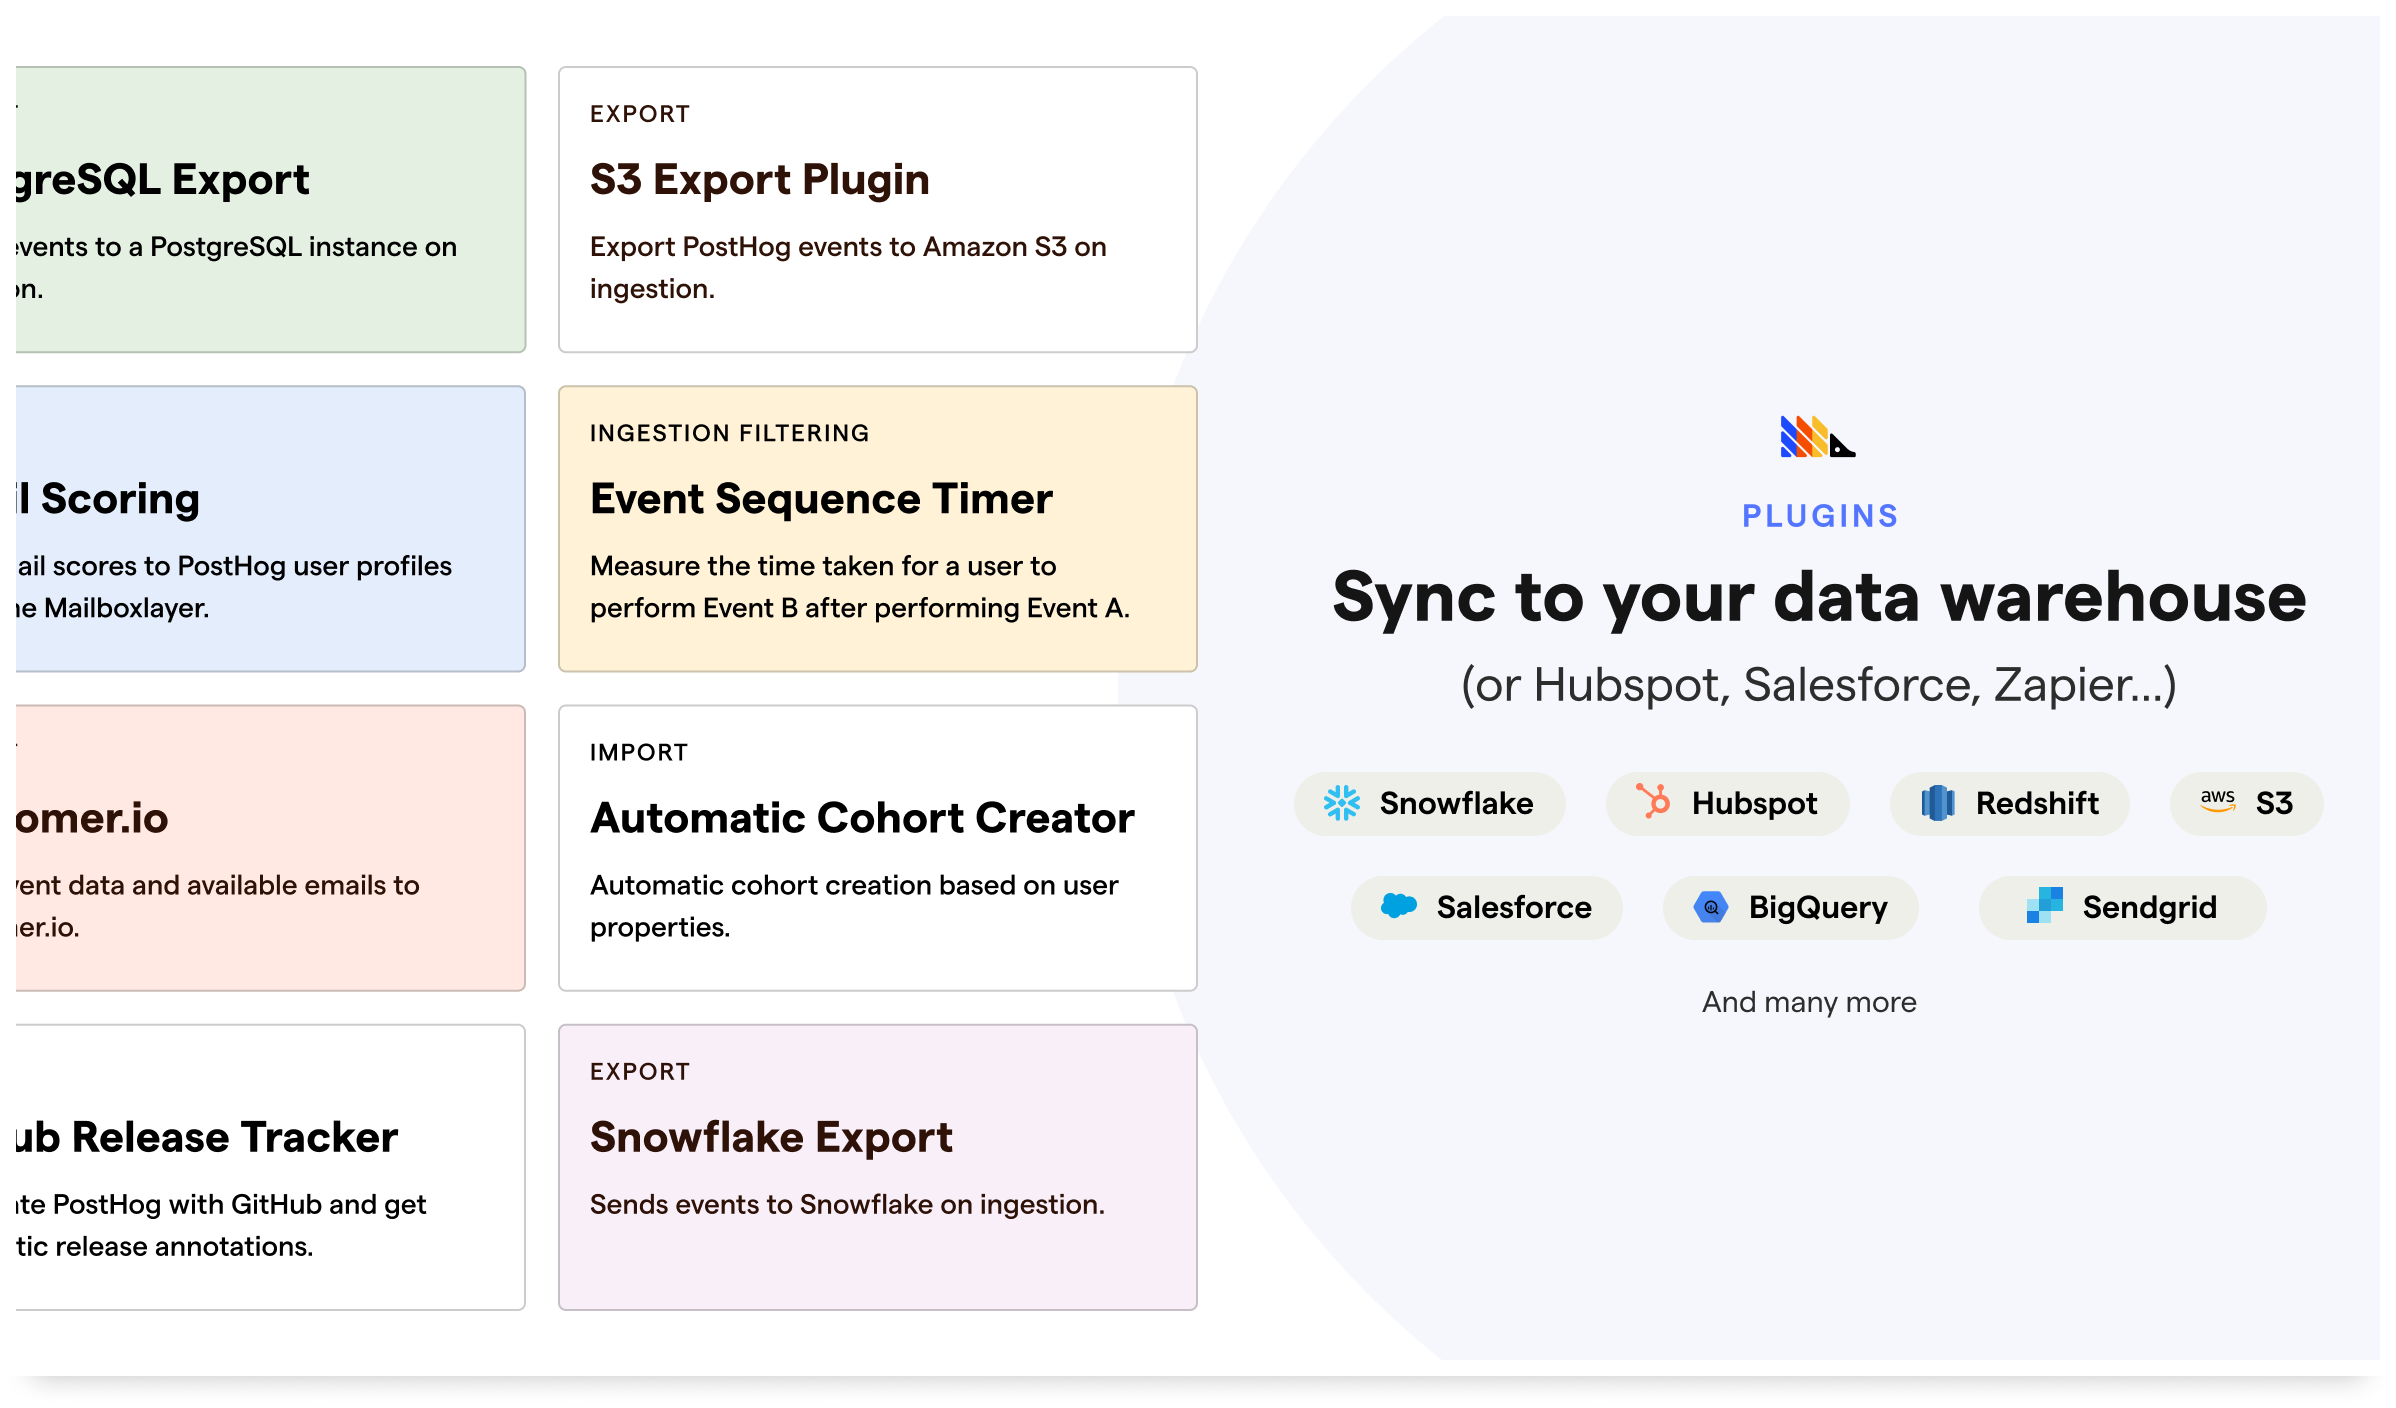 greSQL Export
events to a PostgreSQL instance on
on.
EXPORT
S3 Export Plugin
Export PostHog events to Amazon S3 on
ingestion.
il Scoring
ail scores to PostHog user profiles
he Mailboxlayer.
INGESTION FILTERING
Event Sequence Timer
Measure the time taken for a user to
perform Event B after performing Event A.
omer.io
vent data and available emails to
er.io.
IMPORT
Automatic Cohort Creator
Automatic cohort creation based on user
properties.
ub Release Tracker
ate PostHog with GitHub and get
tic release annotations.
EXPORT
Snowflake Export
Sends events to Snowflake on ingestion.
PLUGINS
Sync to your data warehouse
(or Hubspot, Salesforce, Zapier...)
Snowflake
Hubspot
Redshift
aws S3
Salesforce
BigQuery
Sendgrid
And many more